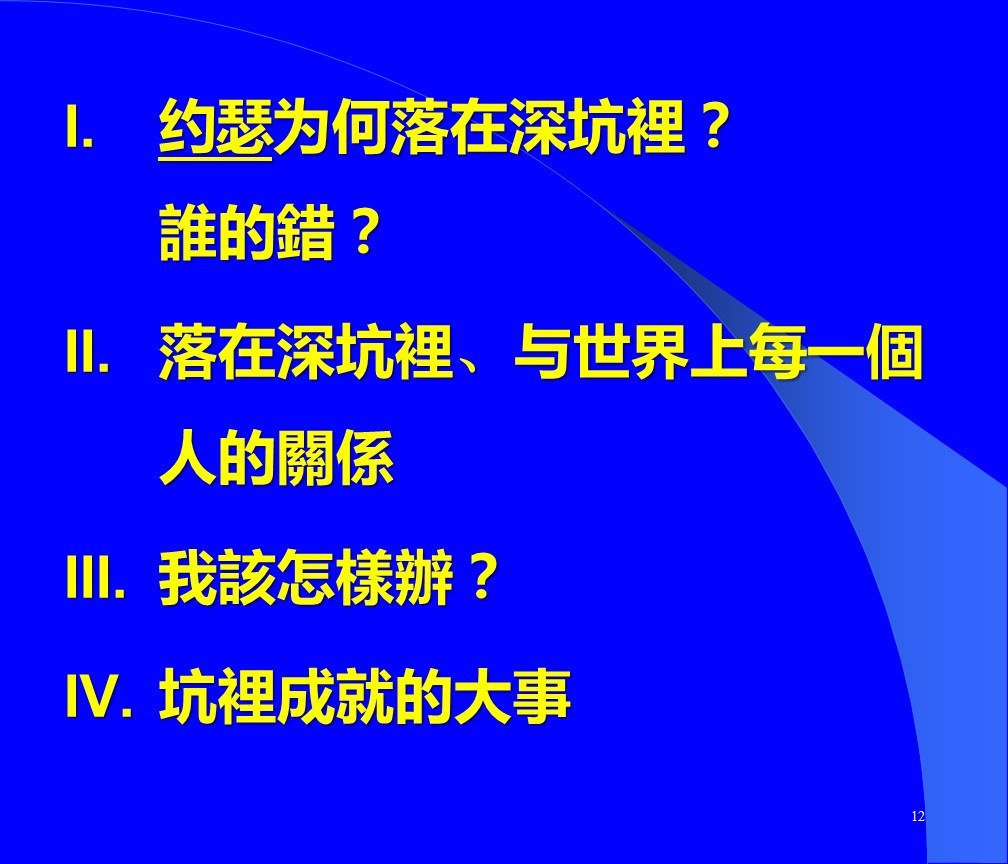 I. 约瑟为何落在深坑裡？
誰的錯？
II. 落在深坑裡、与世界上每一個
人的關係
III. 我該怎樣辦？
IV. 坑裡成就的大事
12